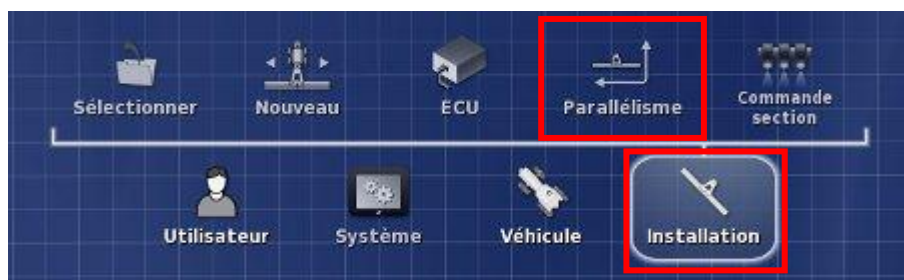 Sélectionner
Nouveau
ECU
Parallélisme
Commande
section
Utilisateur
Système
Véhicule
Installation